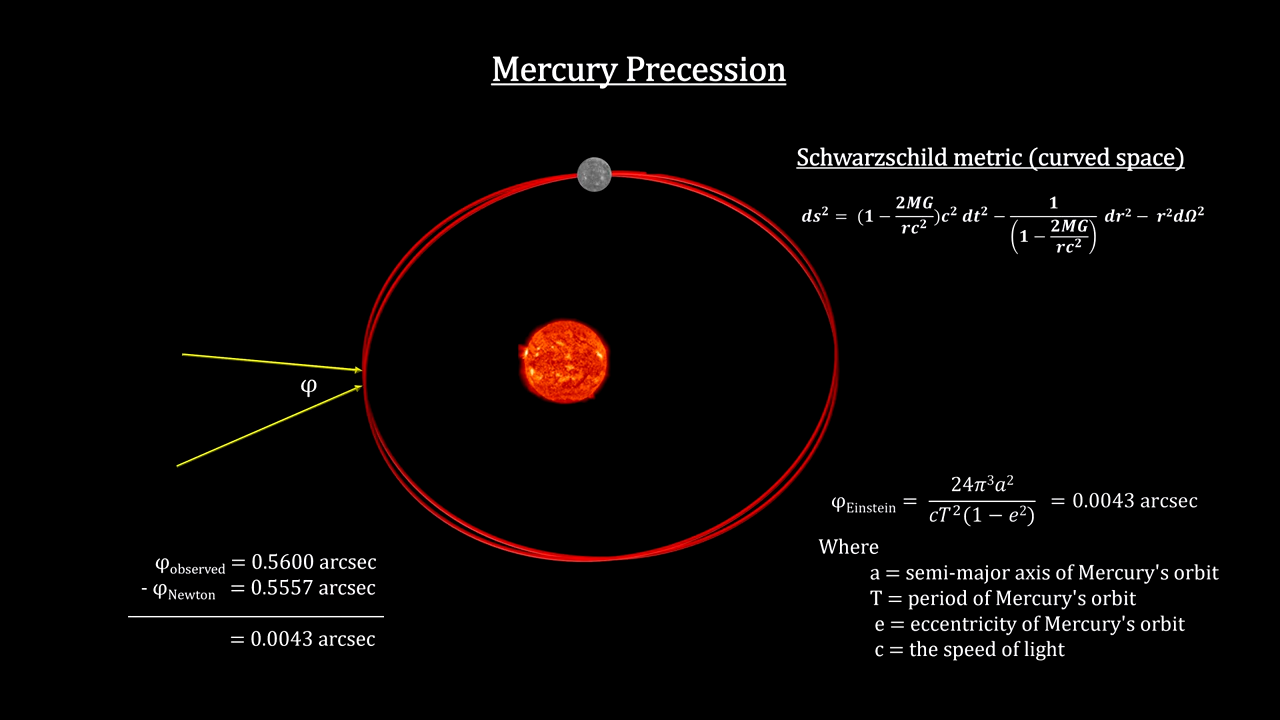 Mercury Precession
Schwarzschild metric (curved space)
ds² = (1 − 2MG/rc²)c² dt² − 1/(1 − 2MG/rc²) dr² − r²dΩ²
φ
φEinstein = 24π³a²/cT²(1 − e²) = 0.0043 arcsec
Where
a = semi-major axis of Mercury's orbit
T = period of Mercury's orbit
e = eccentricity of Mercury's orbit
c = the speed of light
φobserved = 0.5600 arcsec
- φNewton = 0.5557 arcsec
= 0.0043 arcsec